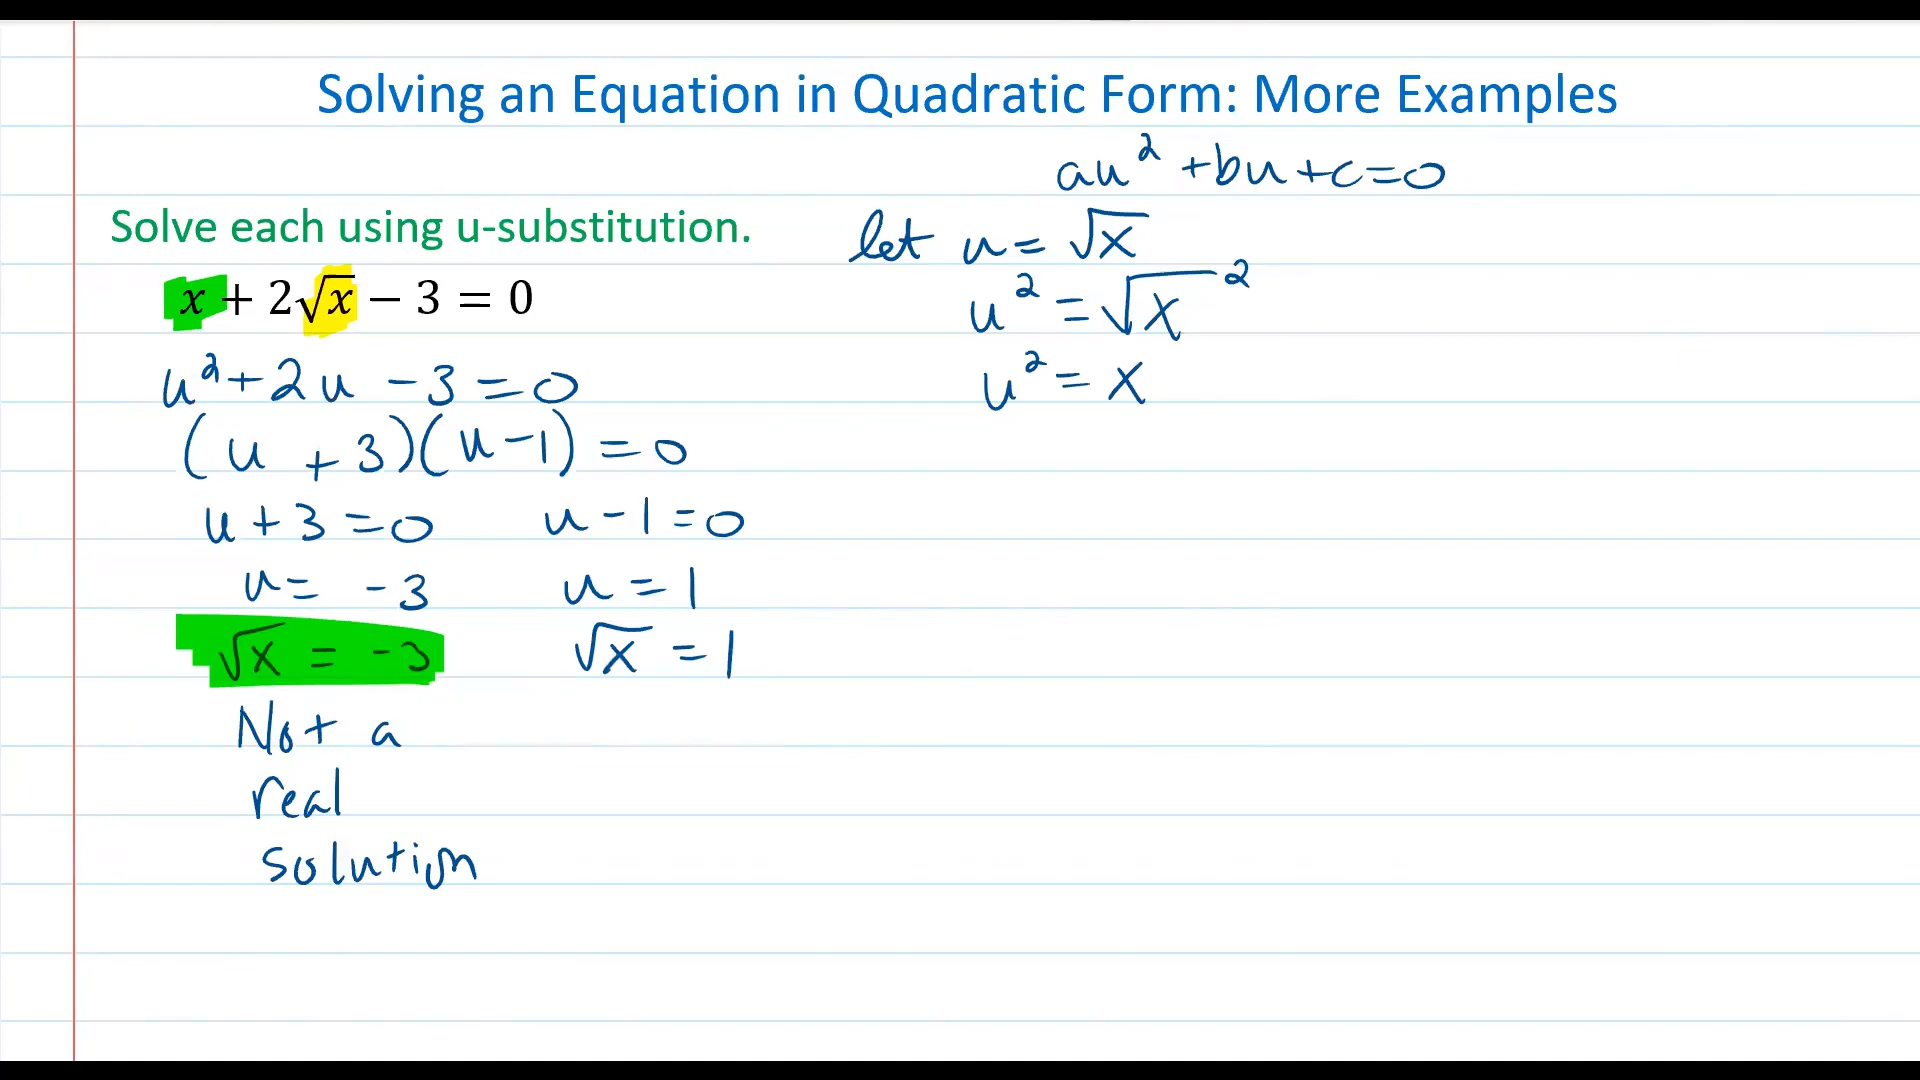 Solving an Equation in Quadratic Form: More Examples
au² + bu + c = 0
Solve each using u-substitution.
let u = √x
x + 2√x − 3 = 0
u² = √x²
u² + 2u − 3 = 0
u² = x
(u + 3)(u − 1) = 0
u + 3 = 0 u − 1 = 0
u = −3 u = 1
√x = −3 √x = 1
Not a
real
solution